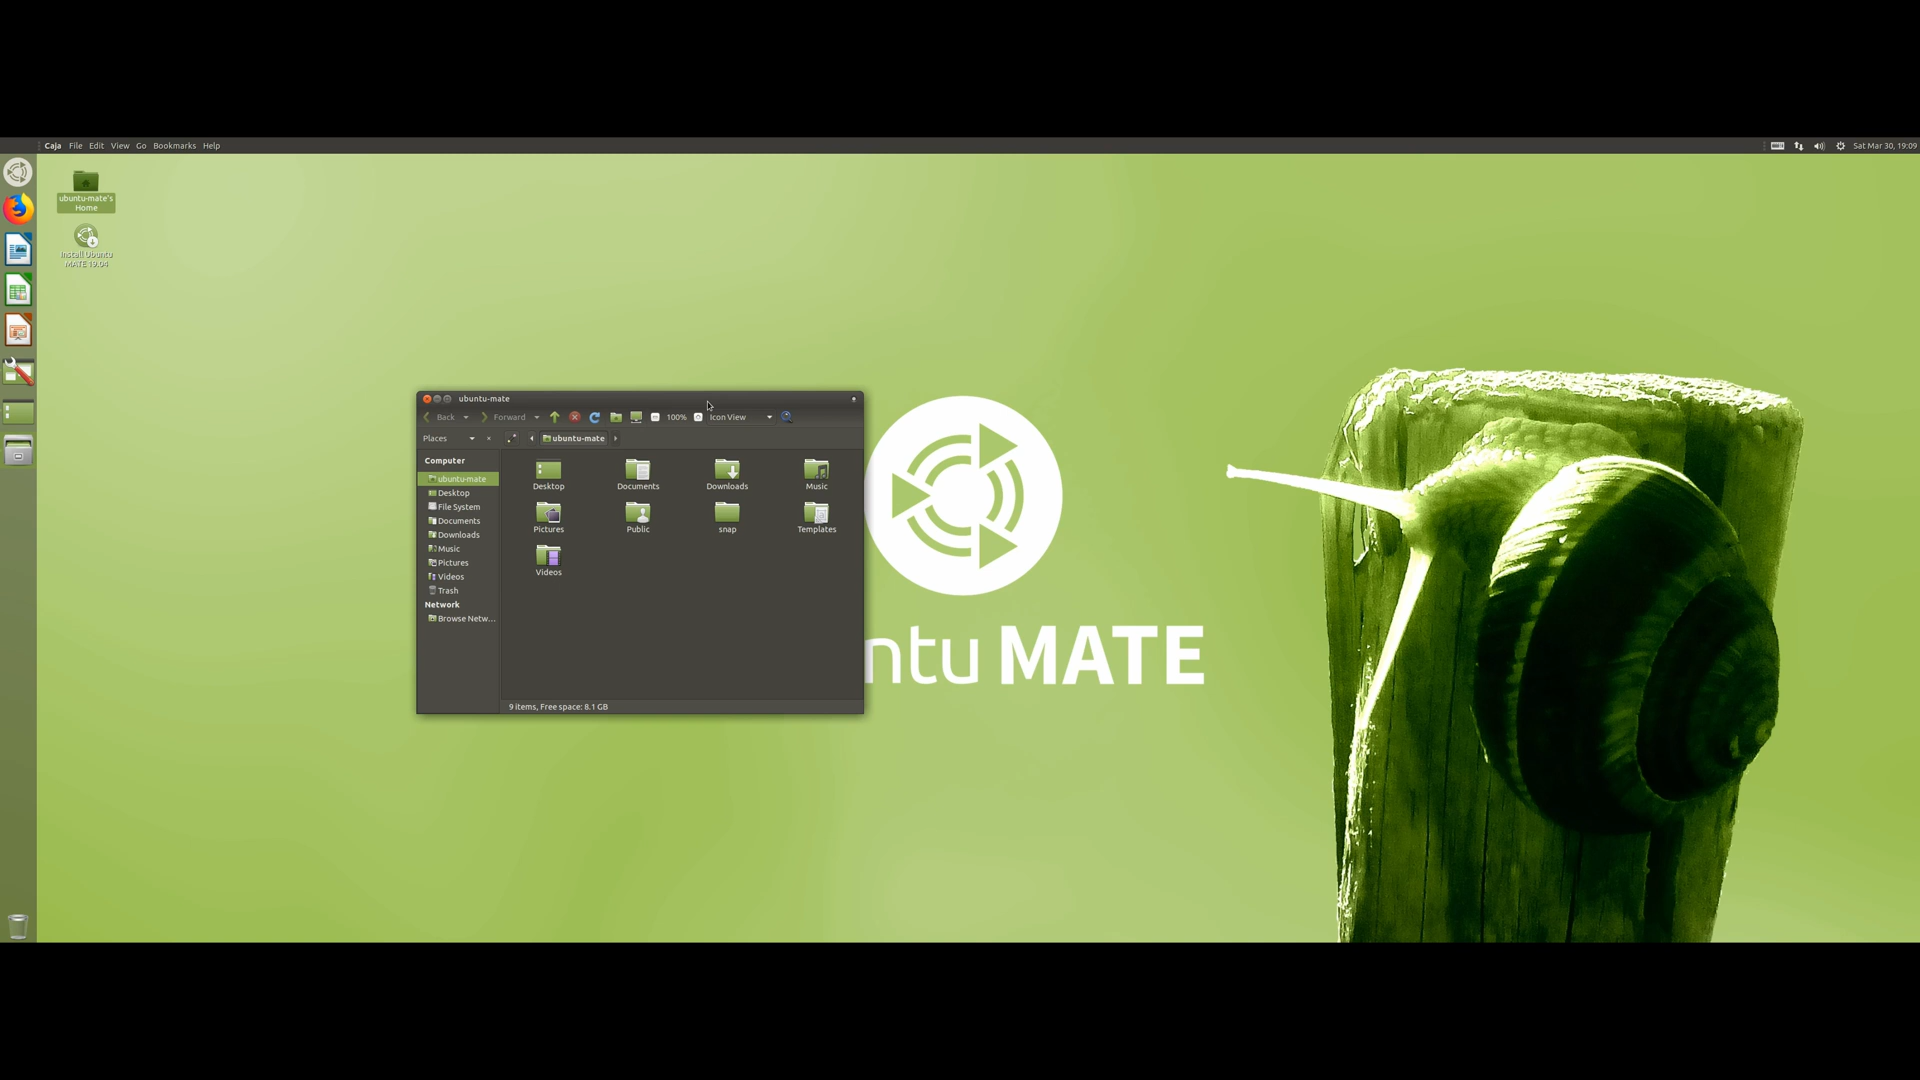 Caja File Edit View Go Bookmarks Help
Sat Mar 30, 19:09
ubuntu-mate's
Home
Install Ubuntu
MATE 19.04
ubuntu-mate
Back Forward 100% Icon View
Places ubuntu-mate
Computer
ubuntu-mate
Desktop
File System
Documents
Downloads
Music
Pictures
Videos
Trash
Network
Browse Netw...
Desktop Documents Downloads Music
Pictures Public snap Templates
Videos
9 items, Free space: 8.1 GB
ntu MATE